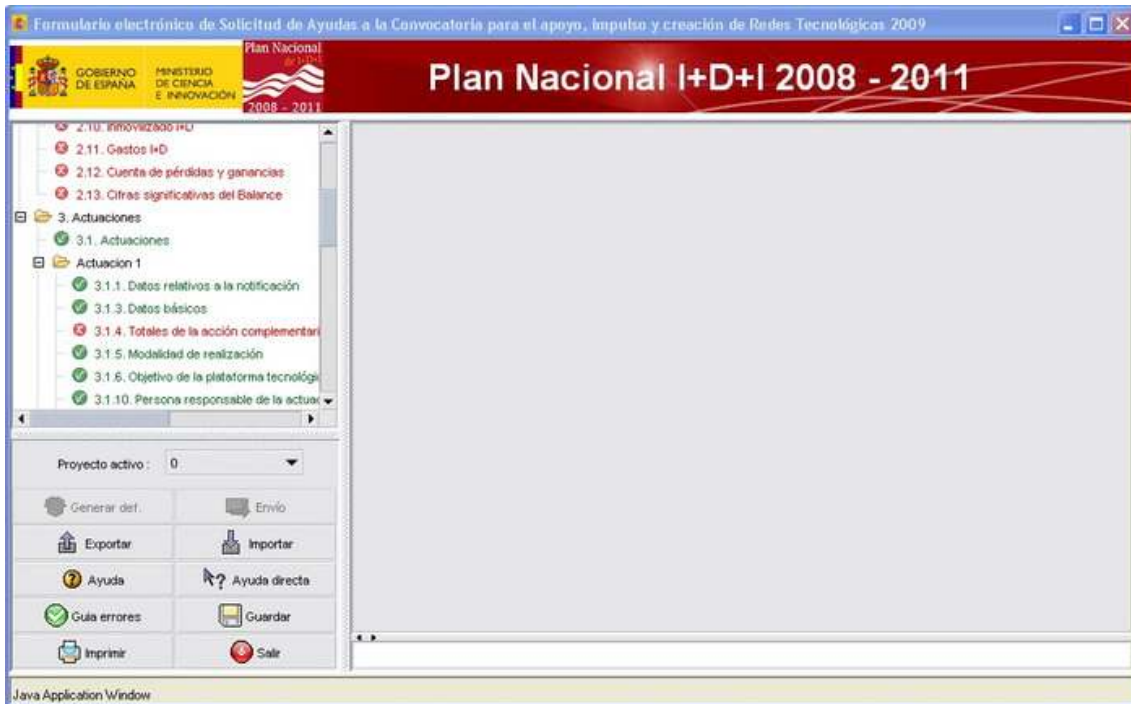 Formulario electrónico de Solicitud de Ayudas a la Convocatoria para el apoyo, impulso y creación de Redes Tecnológicas 2009
GOBIERNO DE ESPAÑA
MINISTERIO DE CIENCIA E INNOVACIÓN
Plan Nacional
de I+D+i
2008 - 2011
Plan Nacional I+D+I 2008 - 2011
2.10. Inmovilizado I+D
2.11. Gastos I+D
2.12. Cuenta de pérdidas y ganancias
2.13. Cifras significativas del Balance
3. Actuaciones
3.1. Actuaciones
Actuacion 1
3.1.1. Datos relativos a la notificación
3.1.3. Datos básicos
3.1.4. Totales de la acción complementari
3.1.5. Modalidad de realización
3.1.6. Objetivo de la plataforma tecnológi
3.1.10. Persona responsable de la actuac
Proyecto activo : 0
Generar def. Envío
Exportar Importar
Ayuda Ayuda directa
Guia errores Guardar
Imprimir Salir
Java Application Window